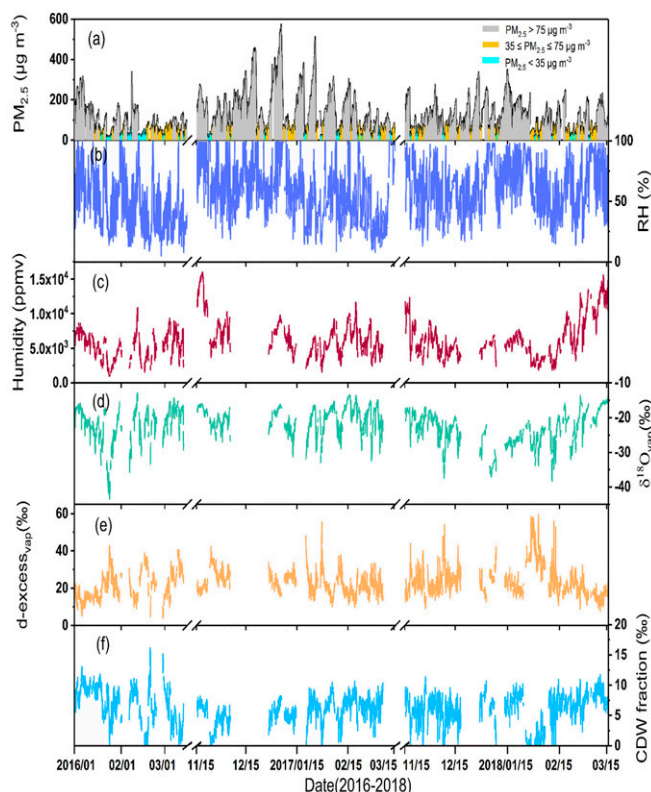 (a)
PM2.5 (μg m-3)
600
400
200
0
PM2.5 > 75 μg m-3
35 ≤ PM2.5 ≤ 75 μg m-3
PM2.5 < 35 μg m-3
(b)
100
50
0
RH (%)
(c)
Humidity (ppmv)
1.5x10⁴
1.0x10⁴
5.0x10³
0.0
(d)
-10
-20
-30
-40
δ18Ovap(‰)
(e)
d-excessvap(‰)
60
40
20
0
(f)
20
15
10
5
0
CDW fraction (‰)
2016/01 02/01 03/01 11/15 12/15 2017/01/15 02/15 03/15 11/15 12/15 2018/01/15 02/15 03/15
Date(2016-2018)